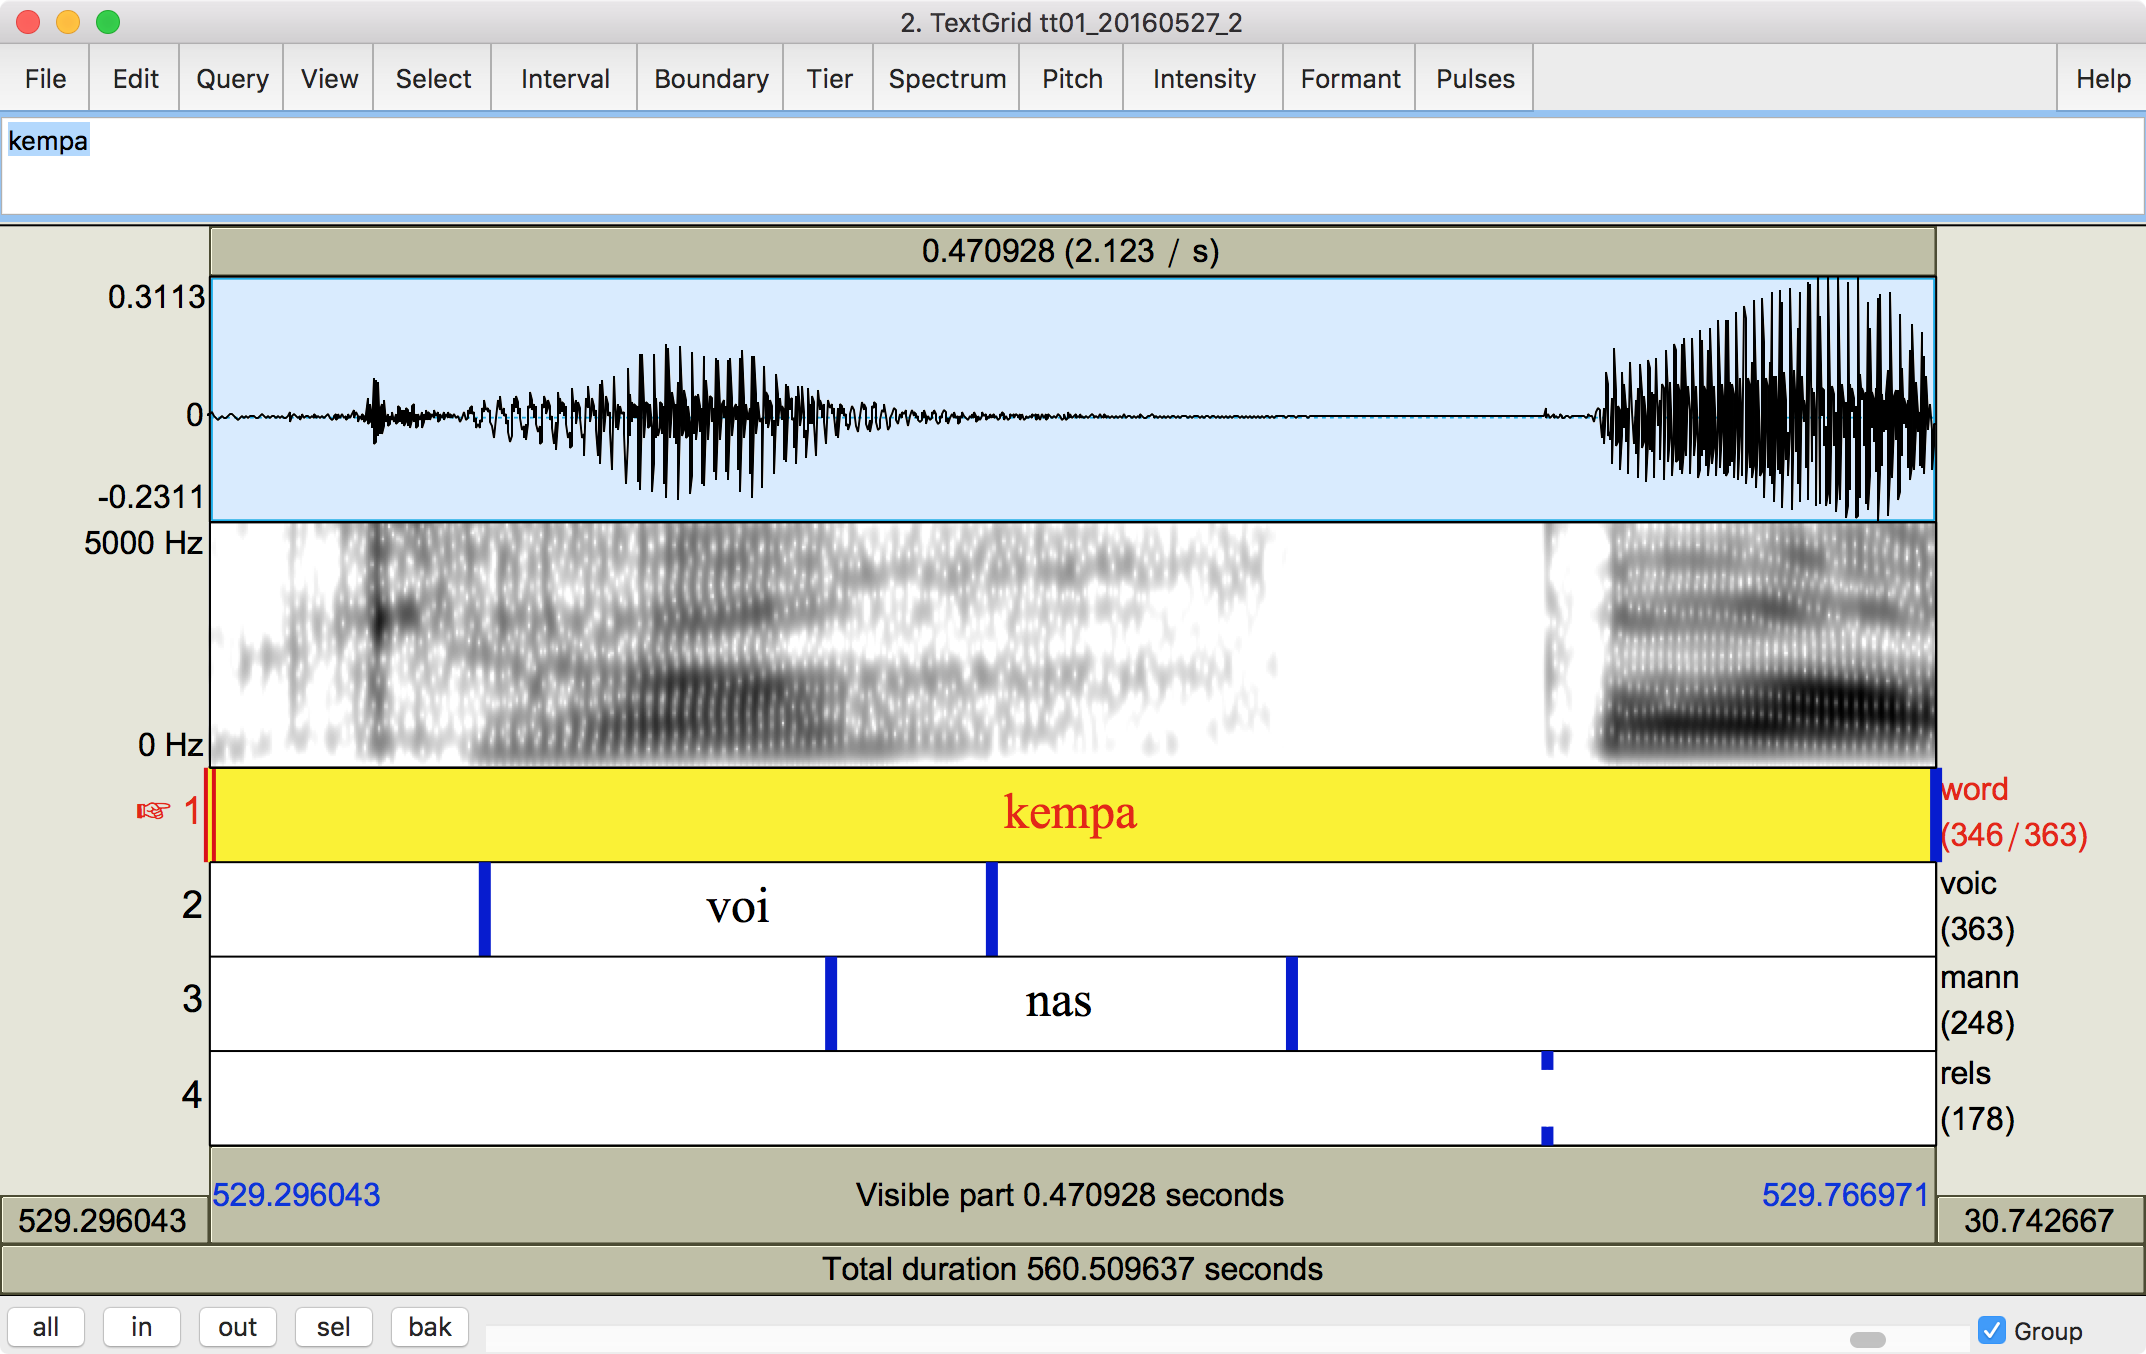 2. TextGrid tt01_20160527_2
File Edit Query View Select Interval Boundary Tier Spectrum Pitch Intensity Formant Pulses Help
kempa
0.470928 (2.123 / s)
0.3113
0
-0.2311
5000 Hz
0 Hz
☞ 1 kempa word (346/363)
2 voi voic (363)
3 nas mann (248)
4 rels (178)
529.296043 Visible part 0.470928 seconds 529.766971
529.296043 30.742667
Total duration 560.509637 seconds
all in out sel bak Group